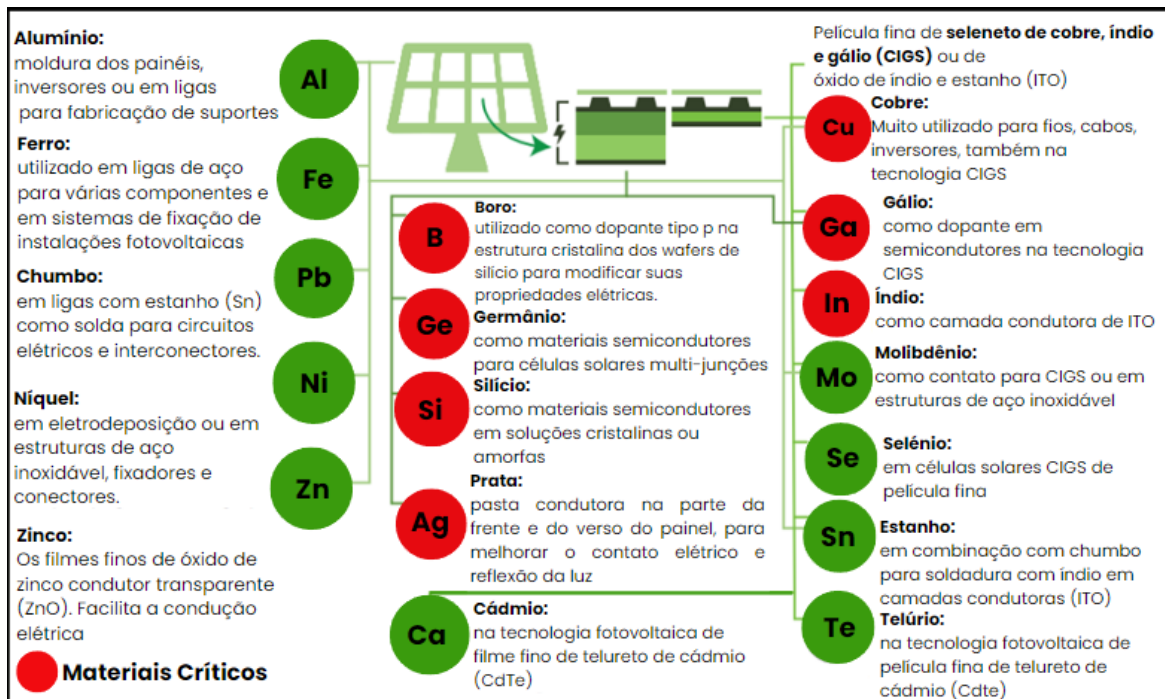 Alumínio:
moldura dos painéis,
inversores ou em ligas
para fabricação de suportes
Al
Ferro:
utilizado em ligas de aço
para várias componentes e
em sistemas de fixação de
instalações fotovoltaicas
Fe
Chumbo:
em ligas com estanho (Sn)
como solda para circuitos
elétricos e interconectores.
Pb
Níquel:
em eletrodeposição ou em
estruturas de aço
inoxidável, fixadores e
conectores.
Ni
Zinco:
Os filmes finos de óxido de
zinco condutor transparente
(ZnO). Facilita a condução
elétrica
Zn
Materiais Críticos
B
Boro:
utilizado como dopante tipo p na
estrutura cristalina dos wafers de
silício para modificar suas
propriedades elétricas.
Ge
Germânio:
como materiais semicondutores
para células solares multi-junções
Si
Silício:
como materiais semicondutores
em soluções cristalinas ou
amorfas
Ag
Prata:
pasta condutora na parte da
frente e do verso do painel, para
melhorar o contato elétrico e
reflexão da luz
Ca
Cádmio:
na tecnologia fotovoltaica de
filme fino de telureto de cádmio
(CdTe)
Película fina de seleneto de cobre, índio
e gálio (CIGS) ou de
óxido de índio e estanho (ITO)
Cu
Cobre:
Muito utilizado para fios, cabos,
inversores, também na
tecnologia CIGS
Ga
Gálio:
como dopante em
semicondutores na tecnologia
CIGS
In
Índio:
como camada condutora de ITO
Mo
Molibdênio:
como contato para CIGS ou em
estruturas de aço inoxidável
Se
Selénio:
em células solares CIGS de
película fina
Sn
Estanho:
em combinação com chumbo
para soldadura com índio em
camadas condutoras (ITO)
Te
Telúrio:
na tecnologia fotovoltaica de
película fina de telureto de
cádmio (Cdte)